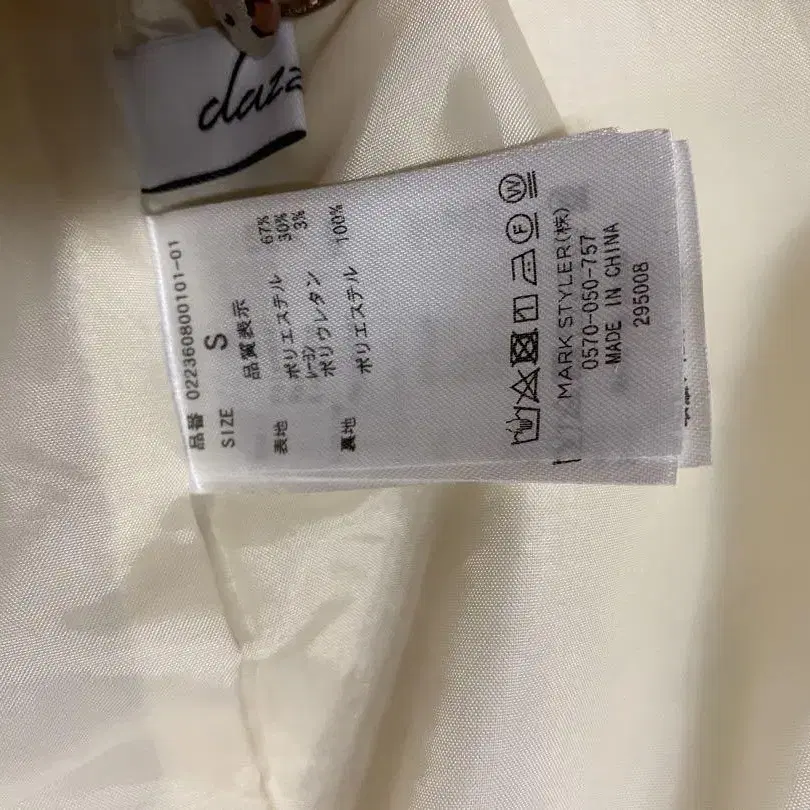 dazz
品番 022360800101-01
SIZE S
品質表示
表地 ポリエステル 67%
レーヨン 30%
ポリウレタン 3%
裏地 ポリエステル 100%
W
F
MARK STYLER(株)
0570-050-757
MADE IN CHINA
295008